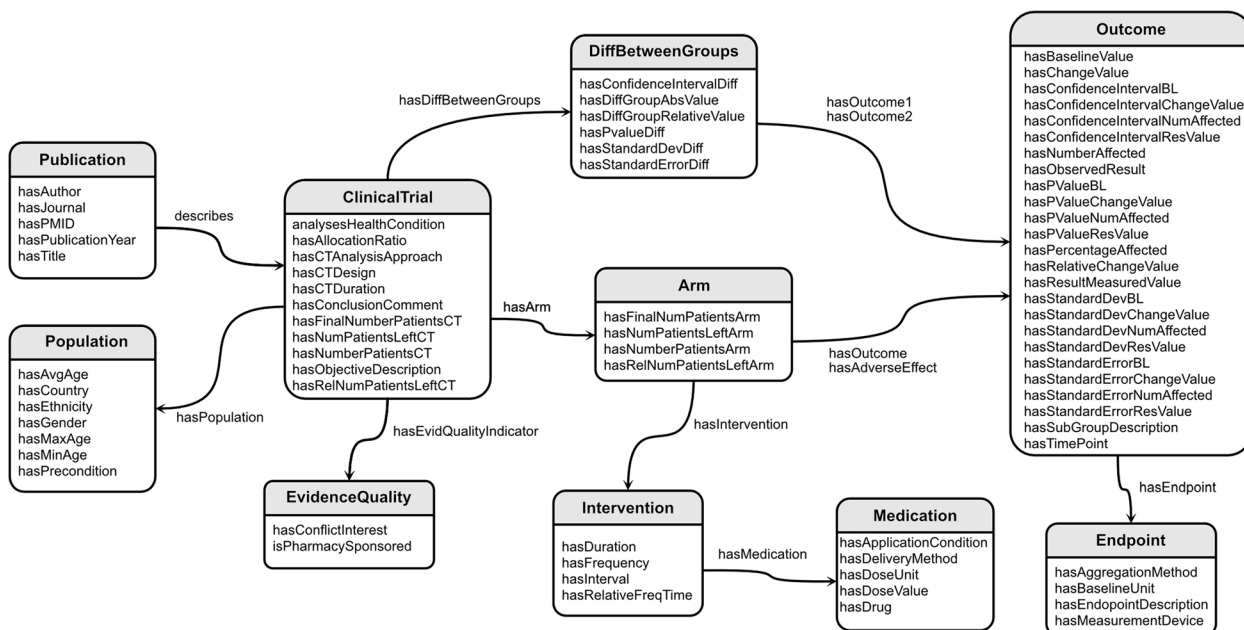 Publication
hasAuthor
hasJournal
hasPMID
hasPublicationYear
hasTitle
describes
Population
hasAvgAge
hasCountry
hasEthnicity
hasGender
hasMaxAge
hasMinAge
hasPrecondition
hasPopulation
ClinicalTrial
analysesHealthCondition
hasAllocationRatio
hasCTAnalysisApproach
hasCTDesign
hasCTDuration
hasConclusionComment
hasFinalNumberPatientsCT
hasNumPatientsLeftCT
hasNumberPatientsCT
hasObjectiveDescription
hasRelNumPatientsLeftCT
hasEvidQualityIndicator
EvidenceQuality
hasConflictInterest
isPharmacySponsored
hasDiffBetweenGroups
DiffBetweenGroups
hasConfidenceIntervalDiff
hasDiffGroupAbsValue
hasDiffGroupRelativeValue
hasPvalueDiff
hasStandardDevDiff
hasStandardErrorDiff
hasOutcome1
hasOutcome2
hasArm
Arm
hasFinalNumPatientsArm
hasNumPatientsLeftArm
hasNumberPatientsArm
hasRelNumPatientsLeftArm
hasOutcome
hasAdverseEffect
hasIntervention
Intervention
hasDuration
hasFrequency
hasInterval
hasRelativeFreqTime
hasMedication
Medication
hasApplicationCondition
hasDeliveryMethod
hasDoseUnit
hasDoseValue
hasDrug
Outcome
hasBaselineValue
hasChangeValue
hasConfidenceIntervalBL
hasConfidenceIntervalChangeValue
hasConfidenceIntervalNumAffected
hasConfidenceIntervalResValue
hasNumberAffected
hasObservedResult
hasPValueBL
hasPValueChangeValue
hasPValueNumAffected
hasPValueResValue
hasPercentageAffected
hasRelativeChangeValue
hasResultMeasuredValue
hasStandardDevBL
hasStandardDevChangeValue
hasStandardDevNumAffected
hasStandardDevResValue
hasStandardErrorBL
hasStandardErrorChangeValue
hasStandardErrorNumAffected
hasStandardErrorResValue
hasSubGroupDescription
hasTimePoint
hasEndpoint
Endpoint
hasAggregationMethod
hasBaselineUnit
hasEndopointDescription
hasMeasurementDevice